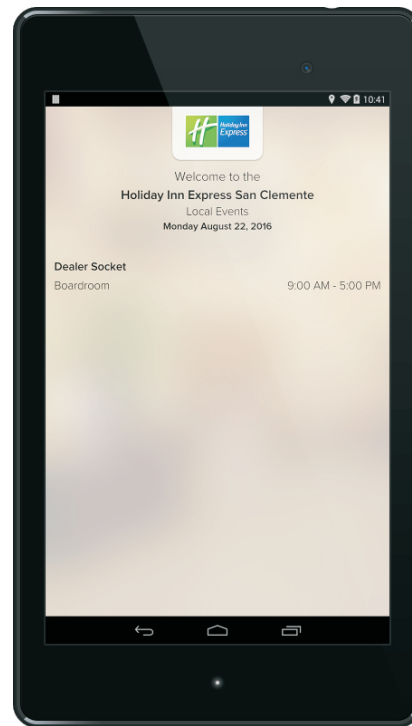 10:41
Holiday Inn
Express
Welcome to the
Holiday Inn Express San Clemente
Local Events
Monday August 22, 2016
Dealer Socket
Boardroom 9:00 AM - 5:00 PM